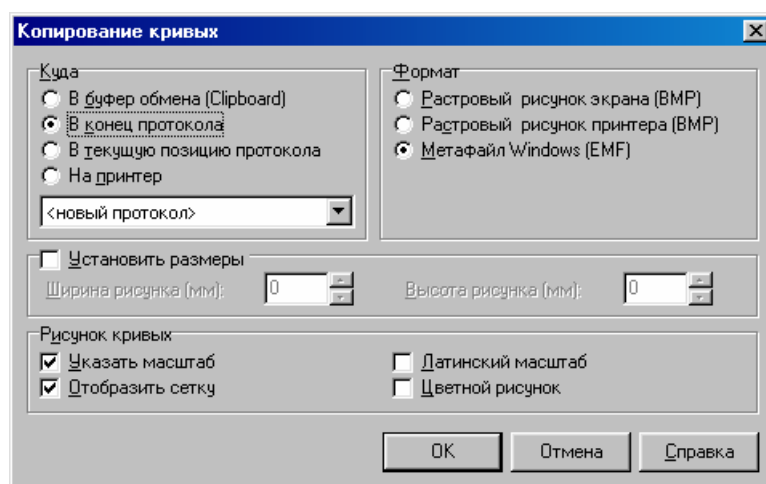 Копирование кривых
Куда
В буфер обмена (Clipboard)
В конец протокола
В текущую позицию протокола
На принтер
<новый протокол>
Формат
Растровый рисунок экрана (BMP)
Растровый рисунок принтера (BMP)
Метафайл Windows (EMF)
Установить размеры
Ширина рисунка (мм): 0 Высота рисунка (мм): 0
Рисунок кривых
Указать масштаб
Отобразить сетку
Латинский масштаб
Цветной рисунок
OK Отмена Справка